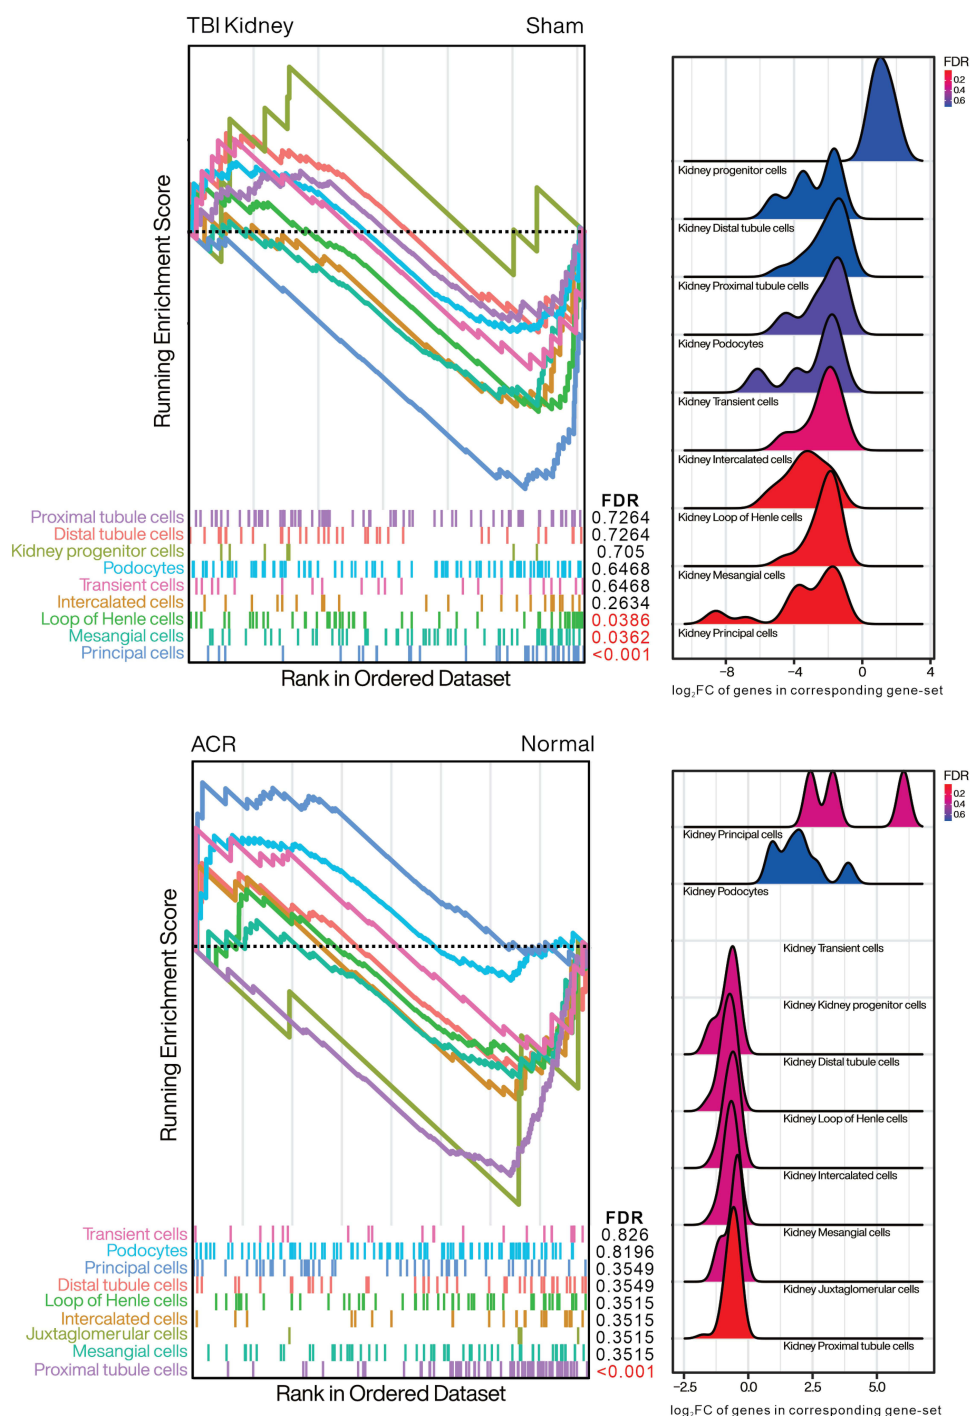 TBI Kidney Sham
Running Enrichment Score
FDR
Proximal tubule cells 0.7264
Distal tubule cells 0.7264
Kidney progenitor cells 0.705
Podocytes 0.6468
Transient cells 0.6468
Intercalated cells 0.2634
Loop of Henle cells 0.0386
Mesangial cells 0.0362
Principal cells <0.001
Rank in Ordered Dataset
FDR
0.2
0.4
0.6
Kidney progenitor cells
Kidney Distal tubule cells
Kidney Proximal tubule cells
Kidney Podocytes
Kidney Transient cells
Kidney Intercalated cells
Kidney Loop of Henle cells
Kidney Mesangial cells
Kidney Principal cells
−8 −4 0 4
log₂FC of genes in corresponding gene-set
ACR Normal
Running Enrichment Score
FDR
Transient cells 0.826
Podocytes 0.8196
Principal cells 0.3549
Distal tubule cells 0.3549
Loop of Henle cells 0.3515
Intercalated cells 0.3515
Juxtaglomerular cells 0.3515
Mesangial cells 0.3515
Proximal tubule cells <0.001
Rank in Ordered Dataset
FDR
0.2
0.4
0.6
Kidney Principal cells
Kidney Podocytes
Kidney Transient cells
Kidney Kidney progenitor cells
Kidney Distal tubule cells
Kidney Loop of Henle cells
Kidney Intercalated cells
Kidney Mesangial cells
Kidney Juxtaglomerular cells
Kidney Proximal tubule cells
−2.5 0.0 2.5 5.0
log₂FC of genes in corresponding gene-set